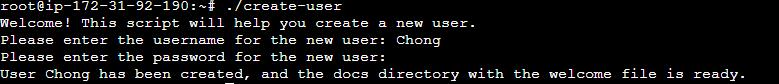 root@ip-172-31-92-190:~# ./create-user
Welcome! This script will help you create a new user.
Please enter the username for the new user: Chong
Please enter the password for the new user:
User Chong has been created, and the docs directory with the welcome file is ready.